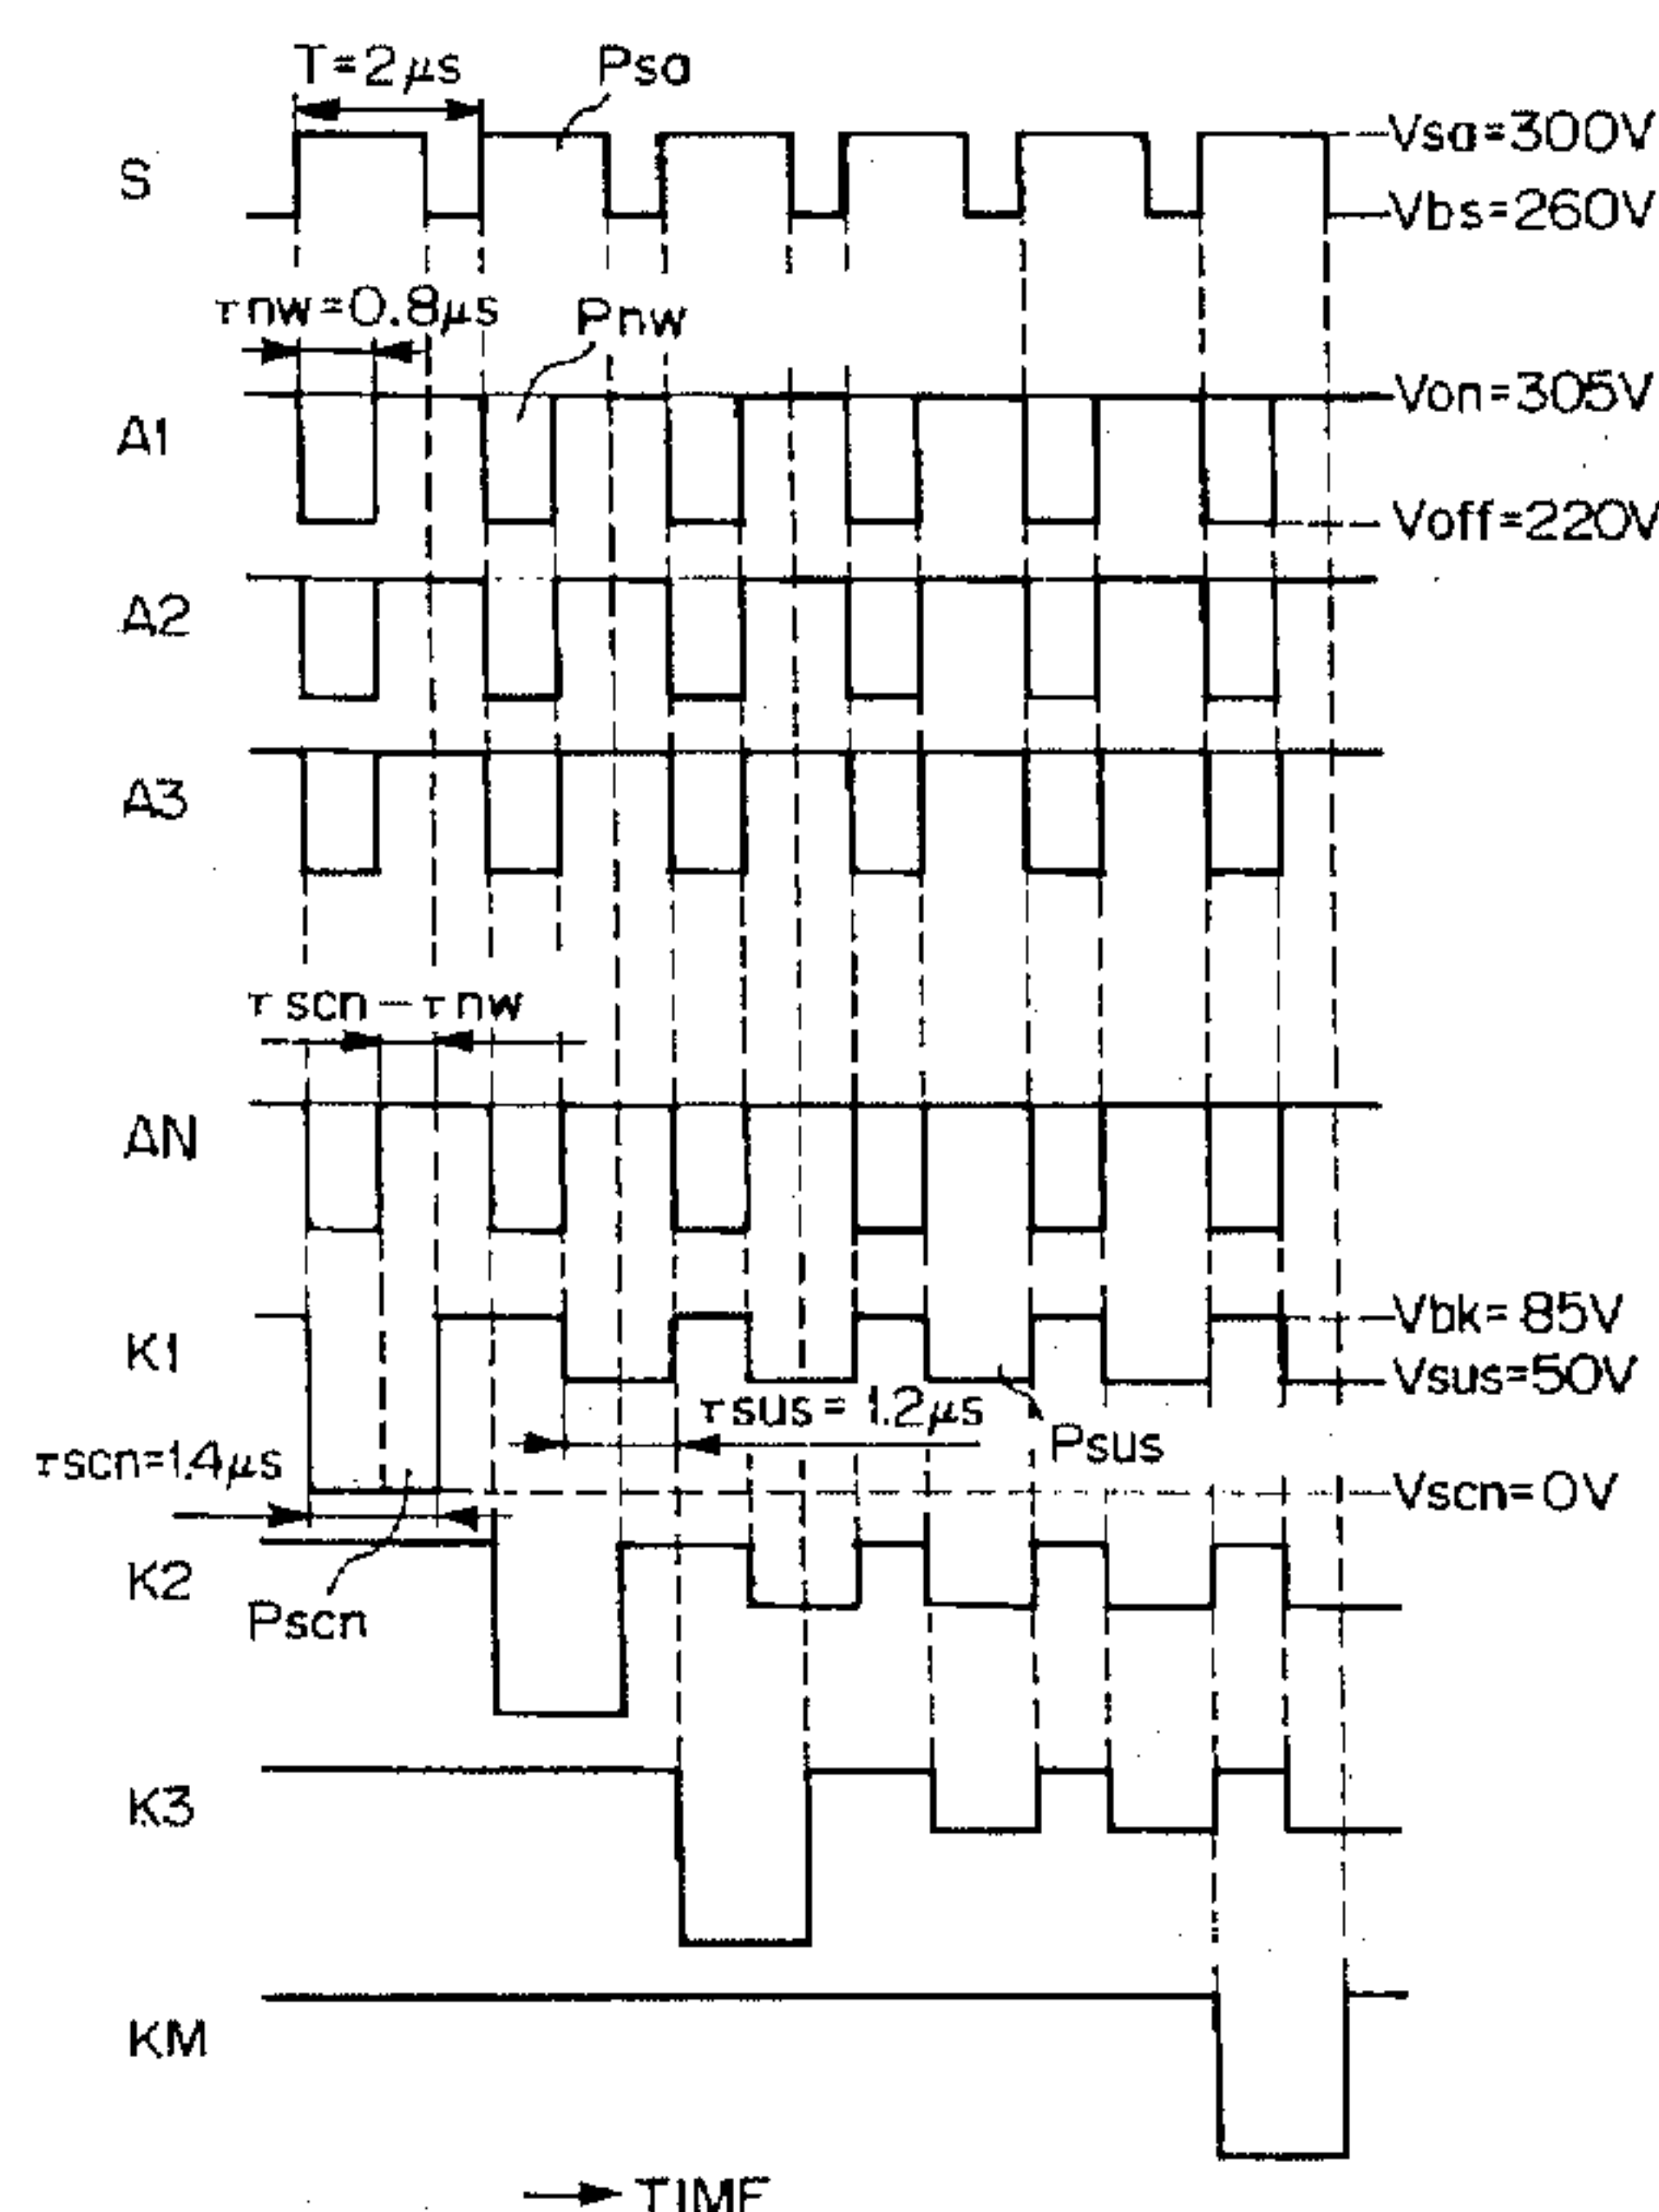 T=2μs
Psa
S
Vsa=300V
Vbs=260V
τnw=0.8μs
Pnw
A1
Von=305V
Voff=220V
A2
A3
τscn-τnw
AN
K1
Vbk=85V
Vsus=50V
τsus=1.2μs
Psus
τscn=1.4μs
Vscn=0V
K2
Pscn
K3
KM
TIME